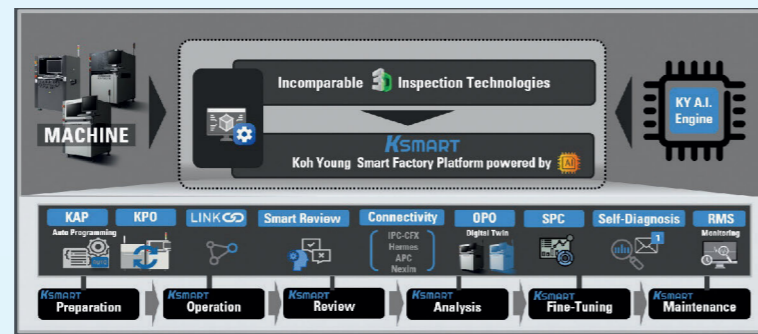 Incomparable 3D Inspection Technologies
MACHINE
KY A.I.
Engine
KSMART
Koh Young Smart Factory Platform powered by AI
KAP
KPO
LINK
Smart Review
Connectivity
OPO
SPC
Self-Diagnosis
RMS
Auto Programming
IPC-CFX
Hermes
APC
Nexim
Digital Twin
1
Monitoring
KSMART
Preparation
KSMART
Operation
KSMART
Review
KSMART
Analysis
KSMART
Fine-Tuning
KSMART
Maintenance